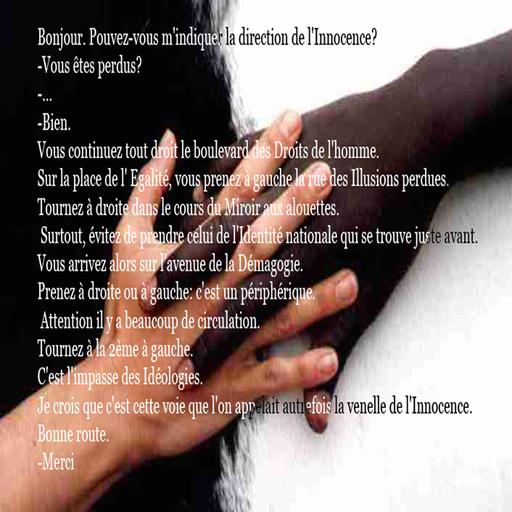 Bonjour. Pouvez-vous m'indiquer la direction de l'Innocence?
-Vous êtes perdus?
-...
-Bien.
Vous continuez tout droit le boulevard des Droits de l'homme.
Sur la place de l' Egalité, vous prenez à gauche la rue des Illusions perdues.
Tournez à droite dans le cours du Miroir aux alouettes.
Surtout, évitez de prendre celui de l'Identité nationale qui se trouve juste avant.
Vous arrivez alors sur l'avenue de la Démagogie.
Prenez à droite ou à gauche: c'est un périphérique.
Attention il y a beaucoup de circulation.
Tournez à la 2ème à gauche.
C'est l'impasse des Idéologies.
Je crois que c'est cette voie que l'on appelait autrefois la venelle de l'Innocence.
Bonne route.
-Merci